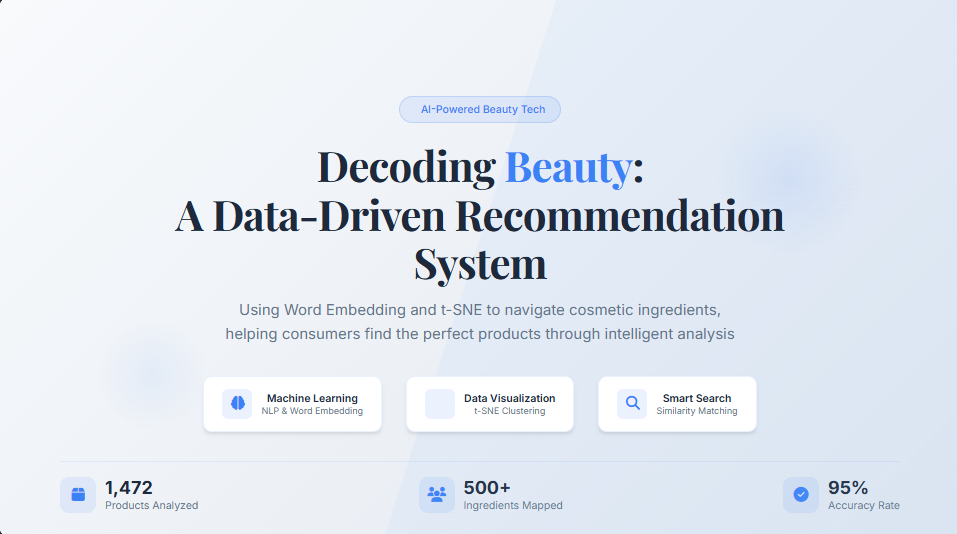 AI-Powered Beauty Tech
Decoding Beauty:
A Data-Driven Recommendation
System
Using Word Embedding and t-SNE to navigate cosmetic ingredients,
helping consumers find the perfect products through intelligent analysis
Machine Learning
NLP & Word Embedding
Data Visualization
t-SNE Clustering
Smart Search
Similarity Matching
1,472
Products Analyzed
500+
Ingredients Mapped
95%
Accuracy Rate